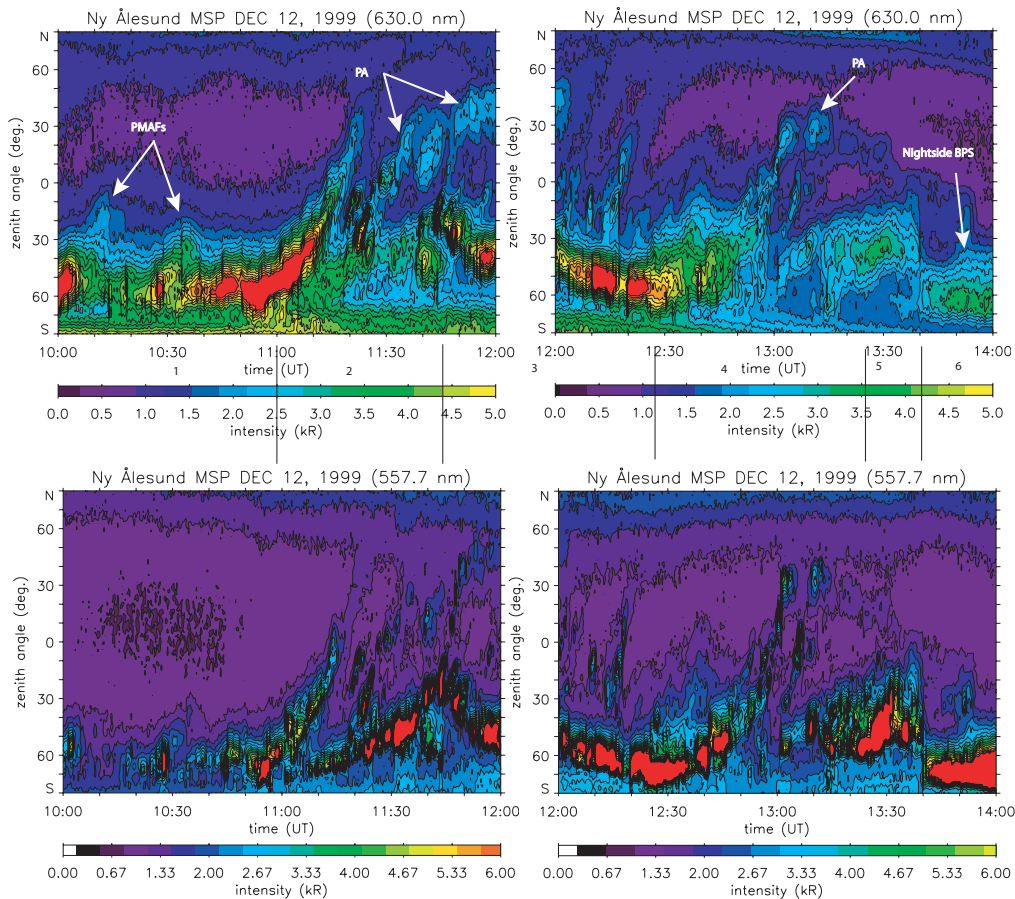 Ny Ålesund MSP DEC 12, 1999 (630.0 nm)
N
60
30
0
30
60
S
zenith angle (deg.)
PMAFs
PA
10:00 10:30 11:00 11:30 12:00
time (UT)
1 2
0.0 0.5 1.0 1.5 2.0 2.5 3.0 3.5 4.0 4.5 5.0
intensity (kR)
Ny Ålesund MSP DEC 12, 1999 (630.0 nm)
N
60
30
0
30
60
S
zenith angle (deg.)
PA
Nightside BPS
12:00 12:30 13:00 13:30 14:00
time (UT)
3 4 5 6
0.0 0.5 1.0 1.5 2.0 2.5 3.0 3.5 4.0 4.5 5.0
intensity (kR)
Ny Ålesund MSP DEC 12, 1999 (557.7 nm)
N
60
30
0
30
60
S
zenith angle (deg.)
10:00 10:30 11:00 11:30 12:00
time (UT)
0.00 0.67 1.33 2.00 2.67 3.33 4.00 4.67 5.33 6.00
intensity (kR)
Ny Ålesund MSP DEC 12, 1999 (557.7 nm)
N
60
30
0
30
60
S
zenith angle (deg.)
12:00 12:30 13:00 13:30 14:00
time (UT)
0.00 0.67 1.33 2.00 2.67 3.33 4.00 4.67 5.33 6.00
intensity (kR)